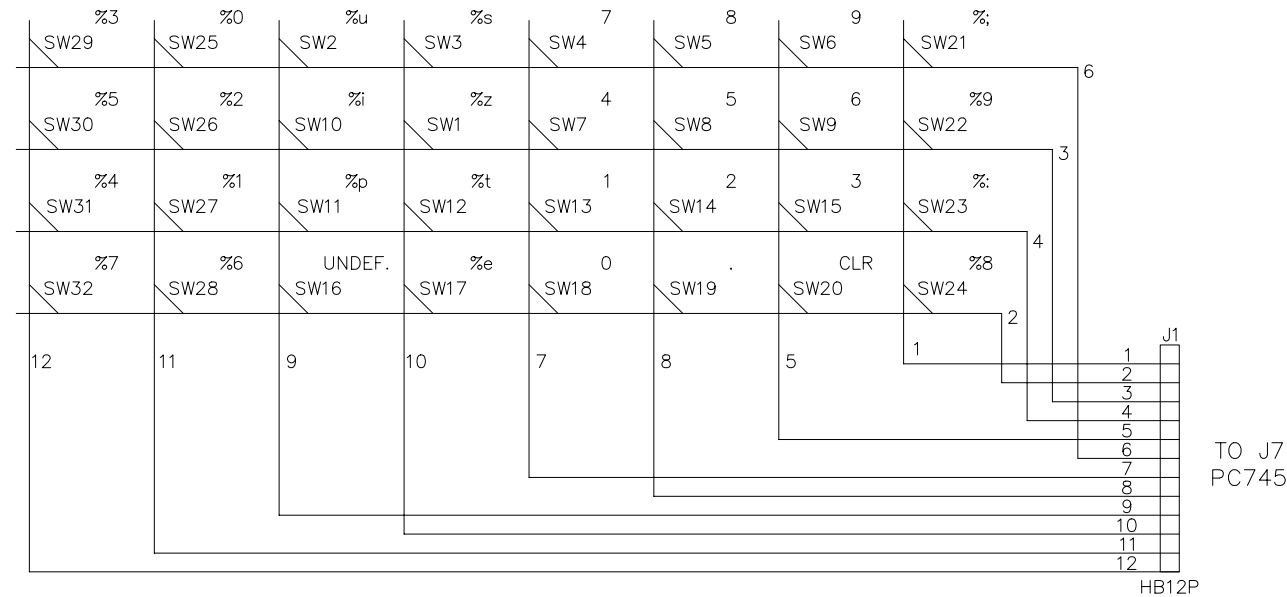 %3 %0 %u %s 7 8 9 %;
SW29 SW25 SW2 SW3 SW4 SW5 SW6 SW21
6
%5 %2 %i %z 4 5 6 %9
SW30 SW26 SW10 SW1 SW7 SW8 SW9 SW22
3
%4 %1 %p %t 1 2 3 %:
SW31 SW27 SW11 SW12 SW13 SW14 SW15 SW23
4
%7 %6 UNDEF. %e 0 . CLR %8
SW32 SW28 SW16 SW17 SW18 SW19 SW20 SW24
2
12 11 9 10 7 8 5 1
J1
1
2
3
4
5
6
7
8
9
10
11
12
TO J7
PC745
HB12P